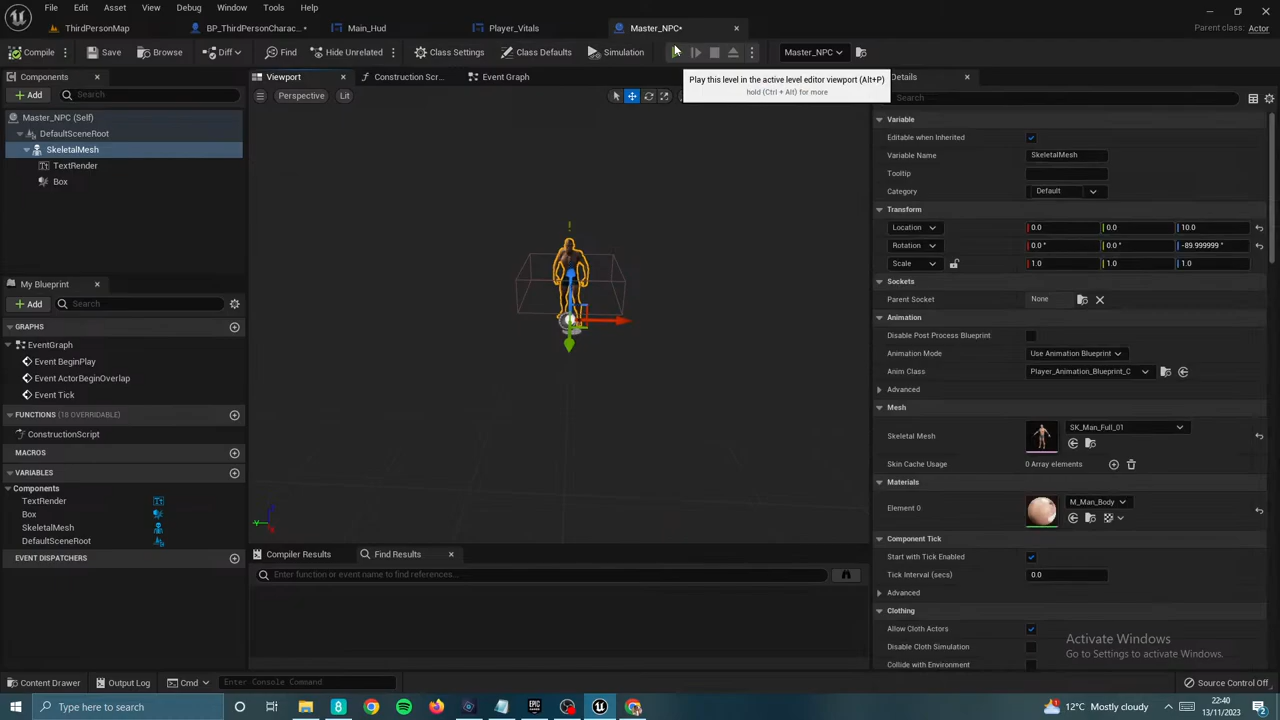 File Edit Asset View Debug Window Tools Help
ThirdPersonMap BP_ThirdPersonCharac...• Main_Hud Player_Vitals Master_NPC• Parent class: Actor
Compile Save Browse Diff Find Hide Unrelated Class Settings Class Defaults Simulation Master_NPC
Components Viewport Construction Scr... Event Graph Play this level in the active level editor viewport (Alt+P) Details
hold (Ctrl + Alt) for more
Add Search Perspective Lit Search
Master_NPC (Self)
DefaultSceneRoot
SkeletalMesh
TextRender
Box
My Blueprint
Add Search
GRAPHS
EventGraph
Event BeginPlay
Event ActorBeginOverlap
Event Tick
FUNCTIONS (18 OVERRIDABLE)
ConstructionScript
MACROS
VARIABLES
Components
TextRender
Box
SkeletalMesh
DefaultSceneRoot
EVENT DISPATCHERS
!
Compiler Results Find Results
Enter function or event name to find references...
Variable
Editable when Inherited
Variable Name SkeletalMesh
Tooltip
Category Default
Transform
Location 0.0 0.0 10.0
Rotation 0.0 ° 0.0 ° -89.999999 °
Scale 1.0 1.0 1.0
Sockets
Parent Socket None
Animation
Disable Post Process Blueprint
Animation Mode Use Animation Blueprint
Anim Class Player_Animation_Blueprint_C
Advanced
Mesh
Skeletal Mesh SK_Man_Full_01
Skin Cache Usage 0 Array elements
Materials
Element 0 M_Man_Body
Component Tick
Start with Tick Enabled
Tick Interval (secs) 0.0
Advanced
Clothing
Allow Cloth Actors
Disable Cloth Simulation
Collide with Environment
Activate Windows
Go to Settings to activate Windows.
Content Drawer Output Log Cmd Enter Console Command Source Control Off
Type here to search 12°C Mostly cloudy 22:40
13/11/2023